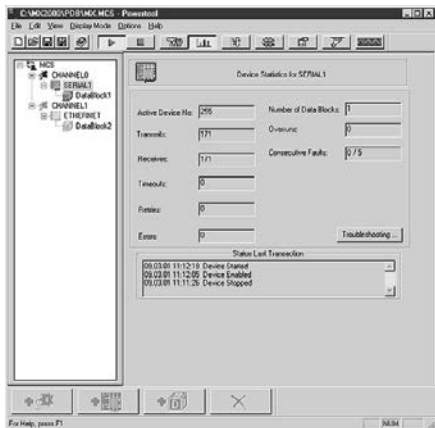 C:\MX2000\PDB\MX.MCS - Powertool
File Edit View Display Mode Options Help
MCS
CHANNEL0
SERIAL1
DataBlock1
CHANNEL1
ETHERNET
DataBlock2
Device Statistics for SERIAL1
Active Device No: 255
Number of Data Blocks: 1
Transmits: 171
Overruns: 0
Receives: 171
Consecutive Faults: 0 / 5
Timeouts: 0
Retries: 0
Errors: 0
Troubleshooting ...
Status Last Transaction
09.03.01 11:12:19 Device Started
09.03.01 11:12:05 Device Enabled
09.03.01 11:11:26 Device Stopped
For Help, press F1
NUM